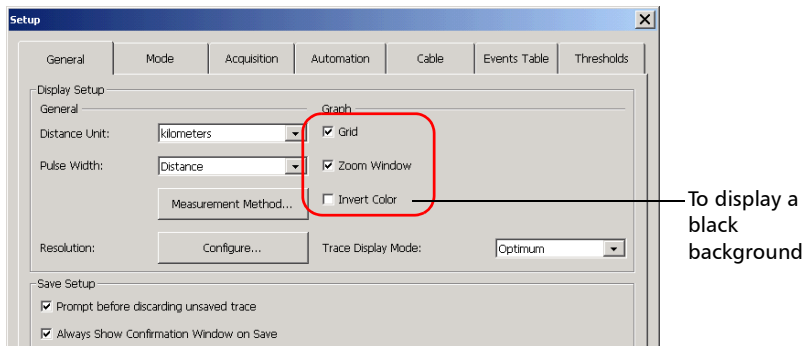 Setup
General Mode Acquisition Automation Cable Events Table Thresholds
Display Setup
General Graph
Distance Unit: kilometers Grid
Pulse Width: Distance Zoom Window
Measurement Method... Invert Color
Resolution: Configure... Trace Display Mode: Optimum
To display a
black
background
Save Setup
Prompt before discarding unsaved trace
Always Show Confirmation Window on Save